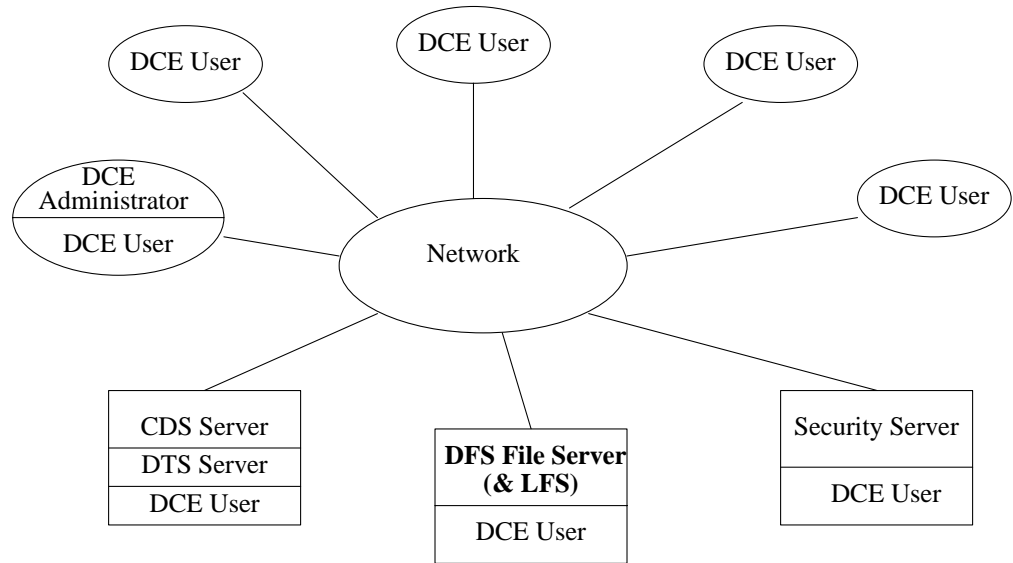 DCE User
DCE User
DCE User
DCE
Administrator
DCE User
DCE User
Network
CDS Server
DTS Server
DCE User
DFS File Server
(& LFS)
DCE User
Security Server
DCE User